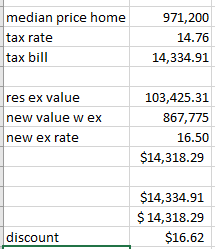 median price home 971,200
tax rate 14.76
tax bill 14,334.91
res ex value 103,425.31
new value w ex 867,775
new ex rate 16.50
$14,318.29
$14,334.91
$ 14,318.29
discount $16.62